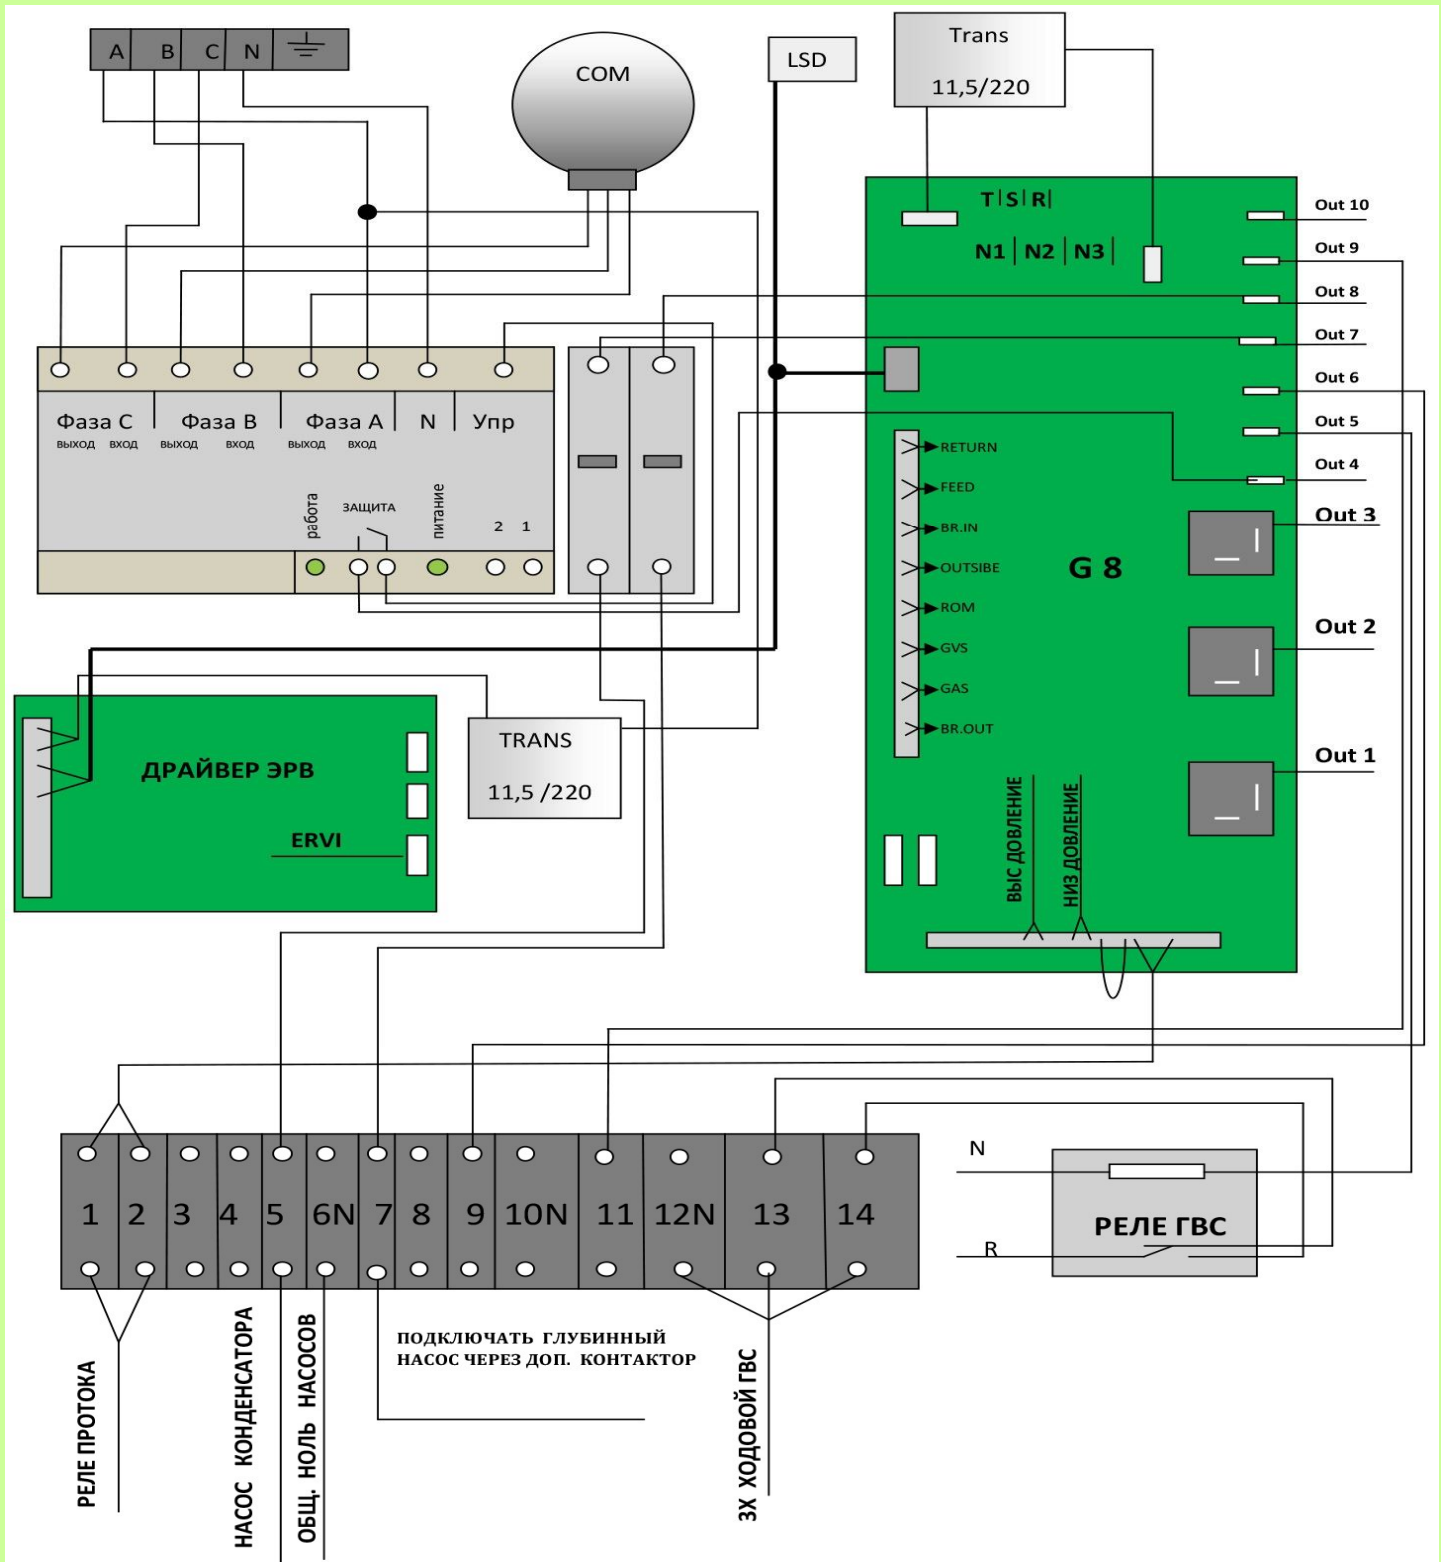 A B C N
COM
LSD
Trans
11,5/220
T|S|R|
N1| N2| N3|
Out 10
Out 9
Out 8
Out 7
Out 6
Out 5
Out 4
Out 3
Out 2
Out 1
Фаза С Фаза В Фаза А N Упр
выход вход выход вход выход вход
работа
ЗАЩИТА
питание
2 1
RETURN
FEED
BR.IN
OUTSIBE
ROM
GVS
GAS
BR.OUT
G 8
ВЫС ДОВЛЕНИЕ
НИЗ ДОВЛЕНИЕ
ДРАЙВЕР ЭРВ
ERVI
TRANS
11,5 /220
1 2 3 4 5 6N 7 8 9 10N 11 12N 13 14
N
R
РЕЛЕ ГВС
РЕЛЕ ПРОТОКА
НАСОС КОНДЕНСАТОРА
ОБЩ. НОЛЬ НАСОСОВ
ПОДКЛЮЧАТЬ ГЛУБИННЫЙ
НАСОС ЧЕРЕЗ ДОП. КОНТАКТОР
3Х ХОДОВОЙ ГВС